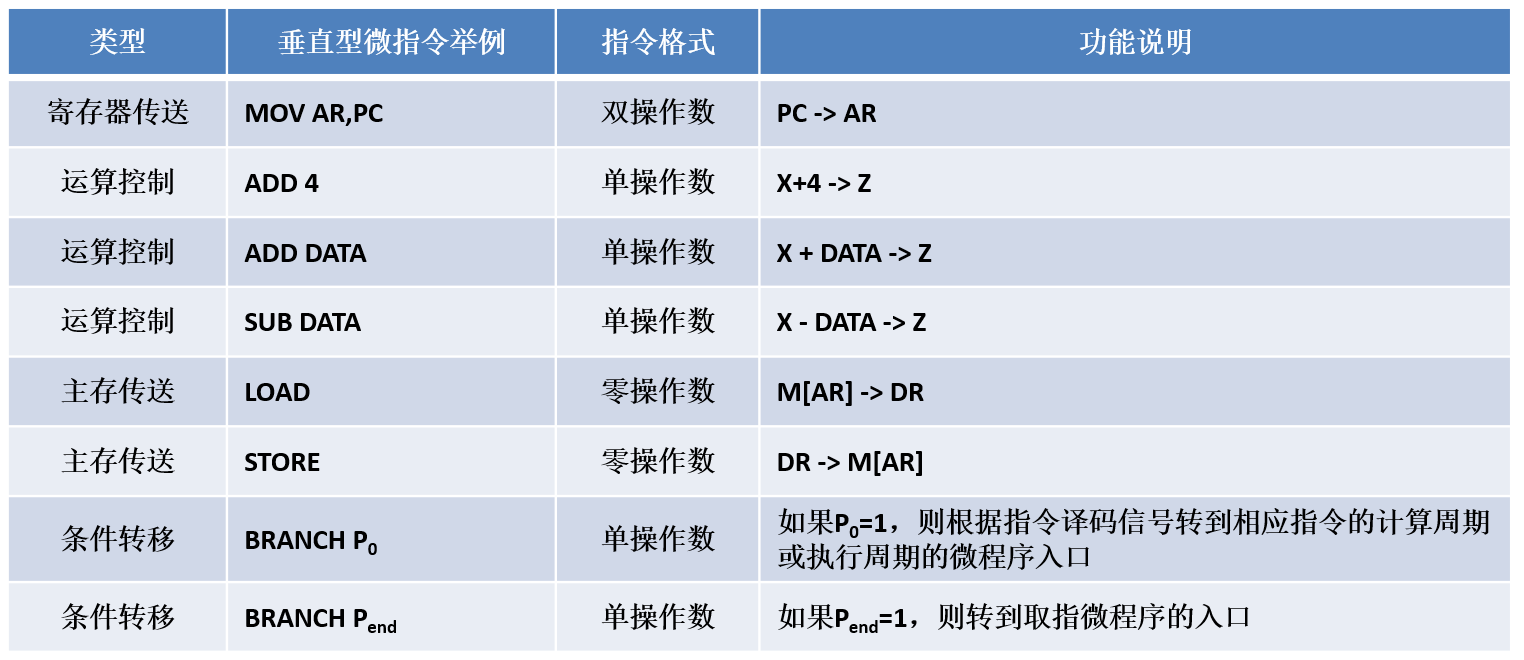 类型 垂直型微指令举例 指令格式 功能说明
寄存器传送 MOV AR,PC 双操作数 PC -> AR
运算控制 ADD 4 单操作数 X+4 -> Z
运算控制 ADD DATA 单操作数 X + DATA -> Z
运算控制 SUB DATA 单操作数 X - DATA -> Z
主存传送 LOAD 零操作数 M[AR] -> DR
主存传送 STORE 零操作数 DR -> M[AR]
条件转移 BRANCH P0 单操作数 如果P0=1，则根据指令译码信号转到相应指令的计算周期
或执行周期的微程序入口
条件转移 BRANCH Pend 单操作数 如果Pend=1，则转到取指微程序的入口